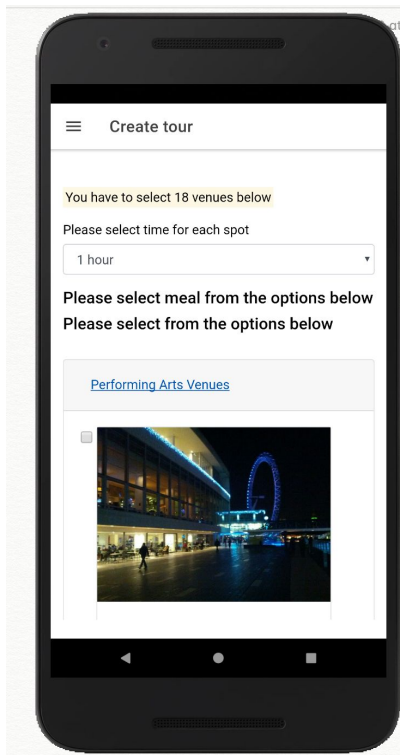 Create tour
You have to select 18 venues below
Please select time for each spot
1 hour
Please select meal from the options below
Please select from the options below
Performing Arts Venues